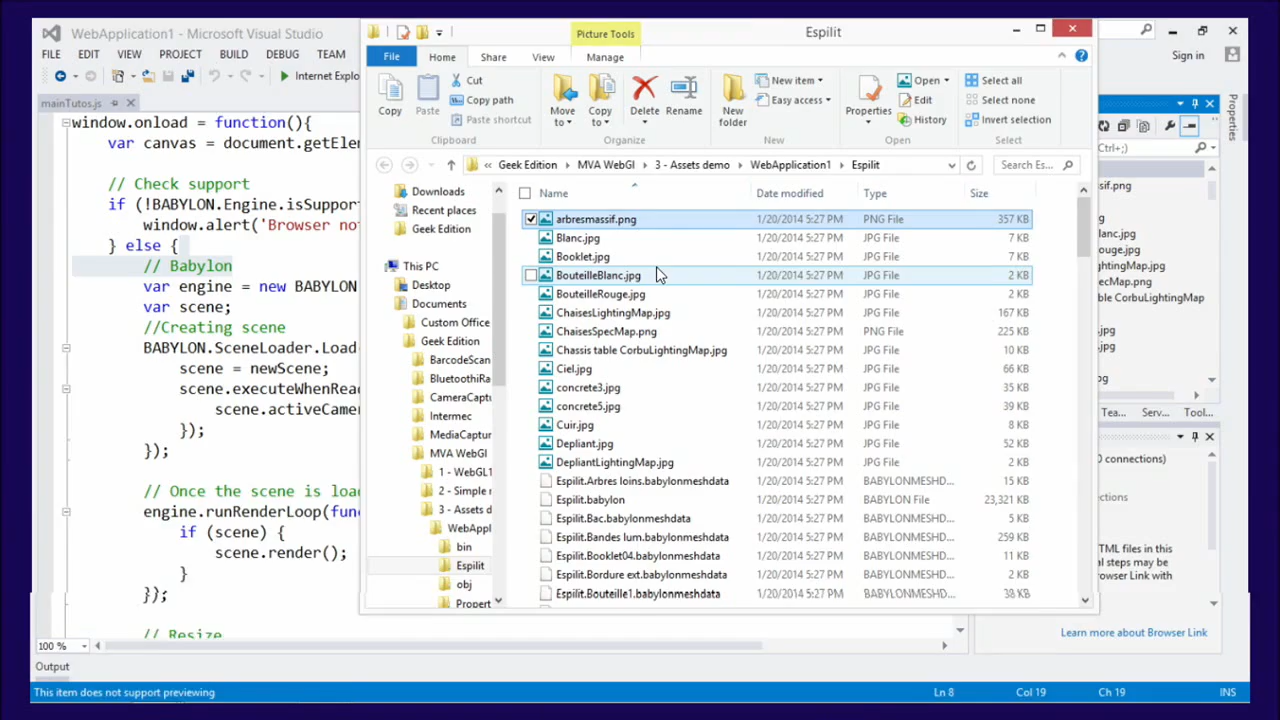 WebApplication1 - Microsoft Visual Studio
FILE EDIT VIEW PROJECT BUILD DEBUG TEAM
Internet Explo
mainTutos.js
window.onload = function(){
var canvas = document.getElem
// Check support
if (!BABYLON.Engine.isSuppor
window.alert('Browser no
} else {
// Babylon
var engine = new BABYLON
var scene;
//Creating scene
BABYLON.SceneLoader.Load
scene = newScene;
scene.executeWhenRea
scene.activeCamer
});
});
// Once the scene is loa
engine.runRenderLoop(fun
if (scene) {
scene.render();
}
});
// Resize
100 %
Output
This item does not support previewing
Ln 8 Col 19 Ch 19 INS
Picture Tools
Espilit
File Home Share View Manage
Copy
Paste
Cut
Copy path
Paste shortcut
Clipboard
Move to
Copy to
Delete
Rename
Organize
New folder
New item
Easy access
New
Properties
Open
Edit
History
Open
Select all
Select none
Invert selection
Select
« Geek Edition MVA WebGl 3 - Assets demo WebApplication1 Espilit
Search Es...
Downloads
Recent places
Geek Edition
This PC
Desktop
Documents
Custom Office
Geek Edition
BarcodeScan
BluetoothiRa
CameraCaptu
Intermec
MediaCaptur
MVA WebGl
1 - WebGL1
2 - Simple r
3 - Assets d
WebAppl
bin
Espilit
obj
Propert
Name Date modified Type Size
arbresmassif.png 1/20/2014 5:27 PM PNG File 357 KB
Blanc.jpg 1/20/2014 5:27 PM JPG File 7 KB
Booklet.jpg 1/20/2014 5:27 PM JPG File 7 KB
BouteilleBlanc.jpg 1/20/2014 5:27 PM JPG File 2 KB
BouteilleRouge.jpg 1/20/2014 5:27 PM JPG File 2 KB
ChaisesLightingMap.jpg 1/20/2014 5:27 PM JPG File 167 KB
ChaisesSpecMap.png 1/20/2014 5:27 PM PNG File 225 KB
Chassis table CorbuLightingMap.jpg 1/20/2014 5:27 PM JPG File 10 KB
Ciel.jpg 1/20/2014 5:27 PM JPG File 66 KB
concrete3.jpg 1/20/2014 5:27 PM JPG File 35 KB
concrete5.jpg 1/20/2014 5:27 PM JPG File 39 KB
Cuir.jpg 1/20/2014 5:27 PM JPG File 8 KB
Depliant.jpg 1/20/2014 5:27 PM JPG File 52 KB
DepliantLightingMap.jpg 1/20/2014 5:27 PM JPG File 2 KB
Espilit.Arbres loins.babylonmeshdata 1/20/2014 5:27 PM BABYLONMESHD... 15 KB
Espilit.babylon 1/20/2014 5:27 PM BABYLON File 23,321 KB
Espilit.Bac.babylonmeshdata 1/20/2014 5:27 PM BABYLONMESHD... 5 KB
Espilit.Bandes lum.babylonmeshdata 1/20/2014 5:27 PM BABYLONMESHD... 259 KB
Espilit.Booklet04.babylonmeshdata 1/20/2014 5:27 PM BABYLONMESHD... 11 KB
Espilit.Bordure ext.babylonmeshdata 1/20/2014 5:27 PM BABYLONMESHD... 2 KB
Espilit.Bouteille1.babylonmeshdata 1/20/2014 5:27 PM BABYLONMESHD... 38 KB
Sign in
Properties
Ctrl+;)
sif.png
g
lanc.jpg
ouge.jpg
htingMap.jpg
ecMap.png
ble CorbuLightingMap
.jpg
.jpg
g
Tea... Serv... Tool...
0 connections)
ections
HTML files in this
al steps may be
rowser Link with
Learn more about Browser Link